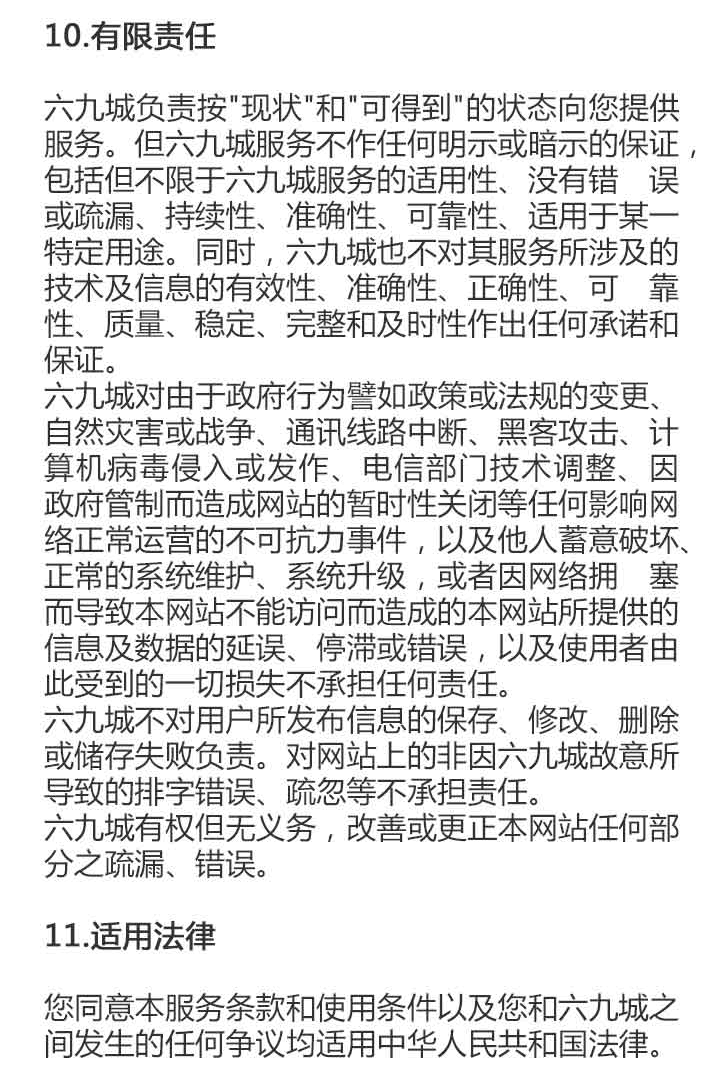 10.有限责任
六九城负责按"现状"和"可得到"的状态向您提供
服务。但六九城服务不作任何明示或暗示的保证，
包括但不限于六九城服务的适用性、没有错　误
或疏漏、持续性、准确性、可靠性、适用于某一
特定用途。同时，六九城也不对其服务所涉及的
技术及信息的有效性、准确性、正确性、可　靠
性、质量、稳定、完整和及时性作出任何承诺和
保证。
六九城对由于政府行为譬如政策或法规的变更、
自然灾害或战争、通讯线路中断、黑客攻击、计
算机病毒侵入或发作、电信部门技术调整、因
政府管制而造成网站的暂时性关闭等任何影响网
络正常运营的不可抗力事件，以及他人蓄意破坏、
正常的系统维护、系统升级，或者因网络拥　塞
而导致本网站不能访问而造成的本网站所提供的
信息及数据的延误、停滞或错误，以及使用者由
此受到的一切损失不承担任何责任。
六九城不对用户所发布信息的保存、修改、删除
或储存失败负责。对网站上的非因六九城故意所
导致的排字错误、疏忽等不承担责任。
六九城有权但无义务，改善或更正本网站任何部
分之疏漏、错误。
11.适用法律
您同意本服务条款和使用条件以及您和六九城之
间发生的任何争议均适用中华人民共和国法律。